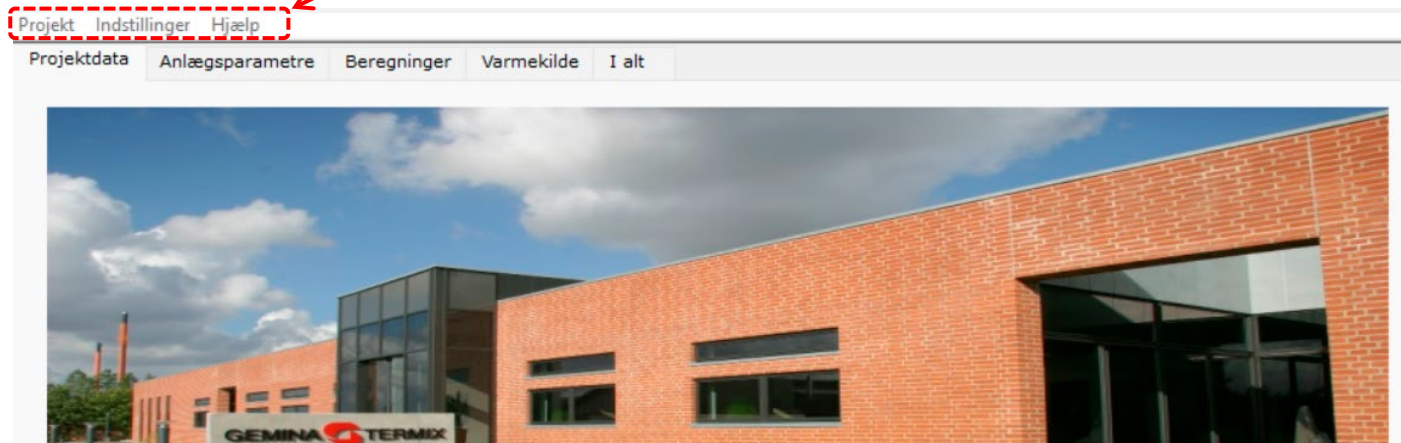 Projekt Indstillinger Hjælp
Projektdata Anlægsparametre Beregninger Varmekilde I alt
GEMINA TERMIX